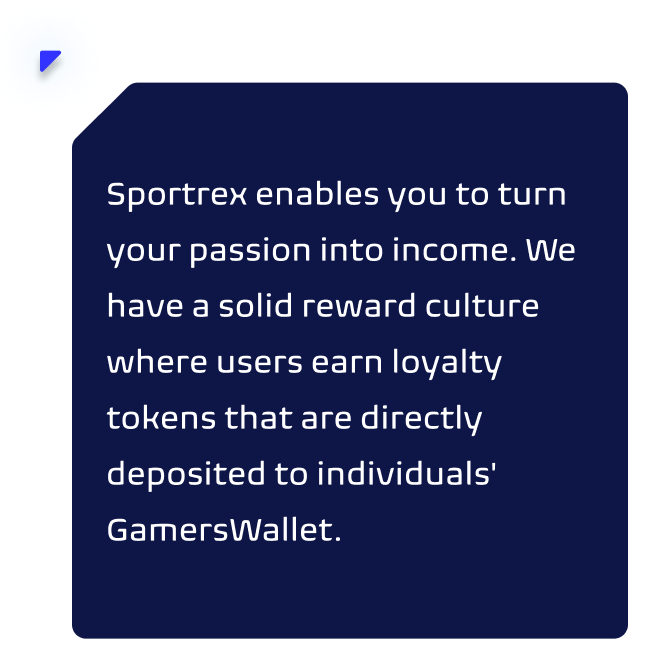 Sportrex enables you to turn
your passion into income. We
have a solid reward culture
where users earn loyalty
tokens that are directly
deposited to individuals'
GamersWallet.